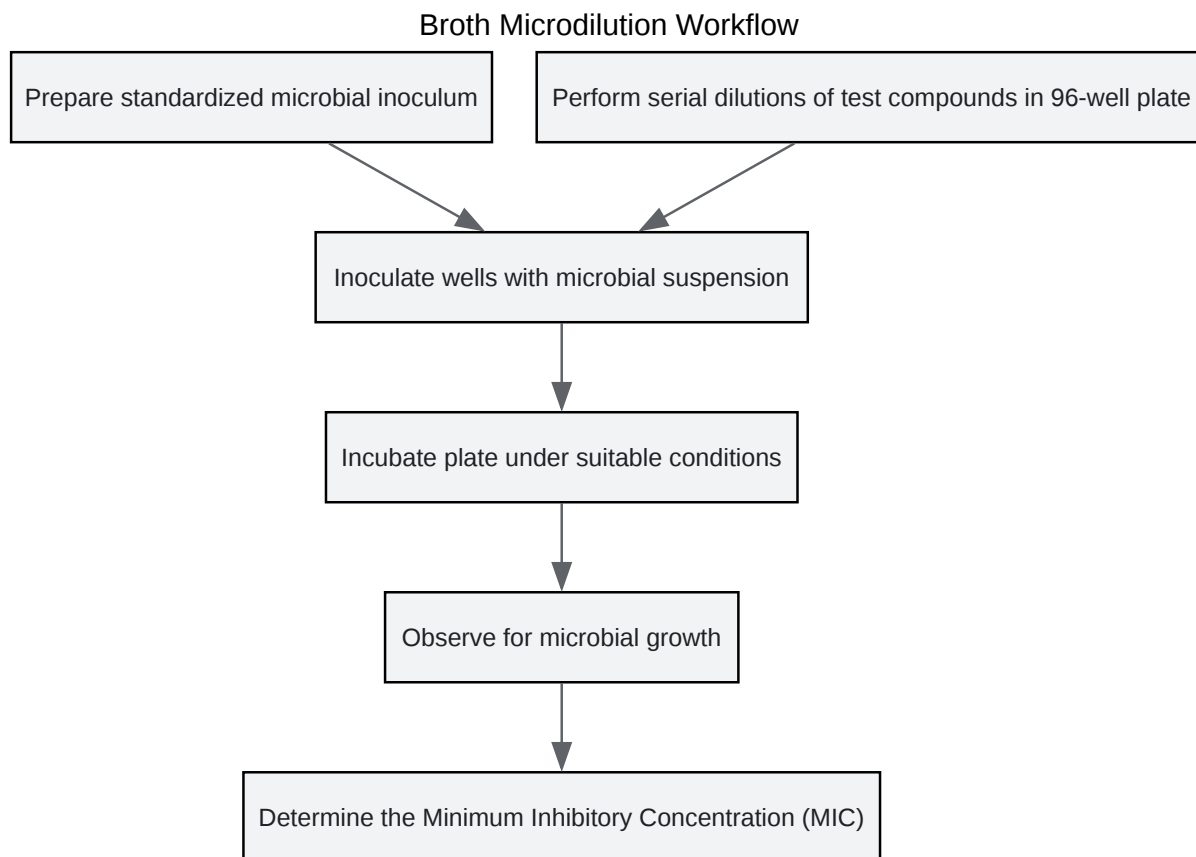 Broth Microdilution Workflow
Prepare standardized microbial inoculum
Perform serial dilutions of test compounds in 96-well plate
Inoculate wells with microbial suspension
Incubate plate under suitable conditions
Observe for microbial growth
Determine the Minimum Inhibitory Concentration (MIC)